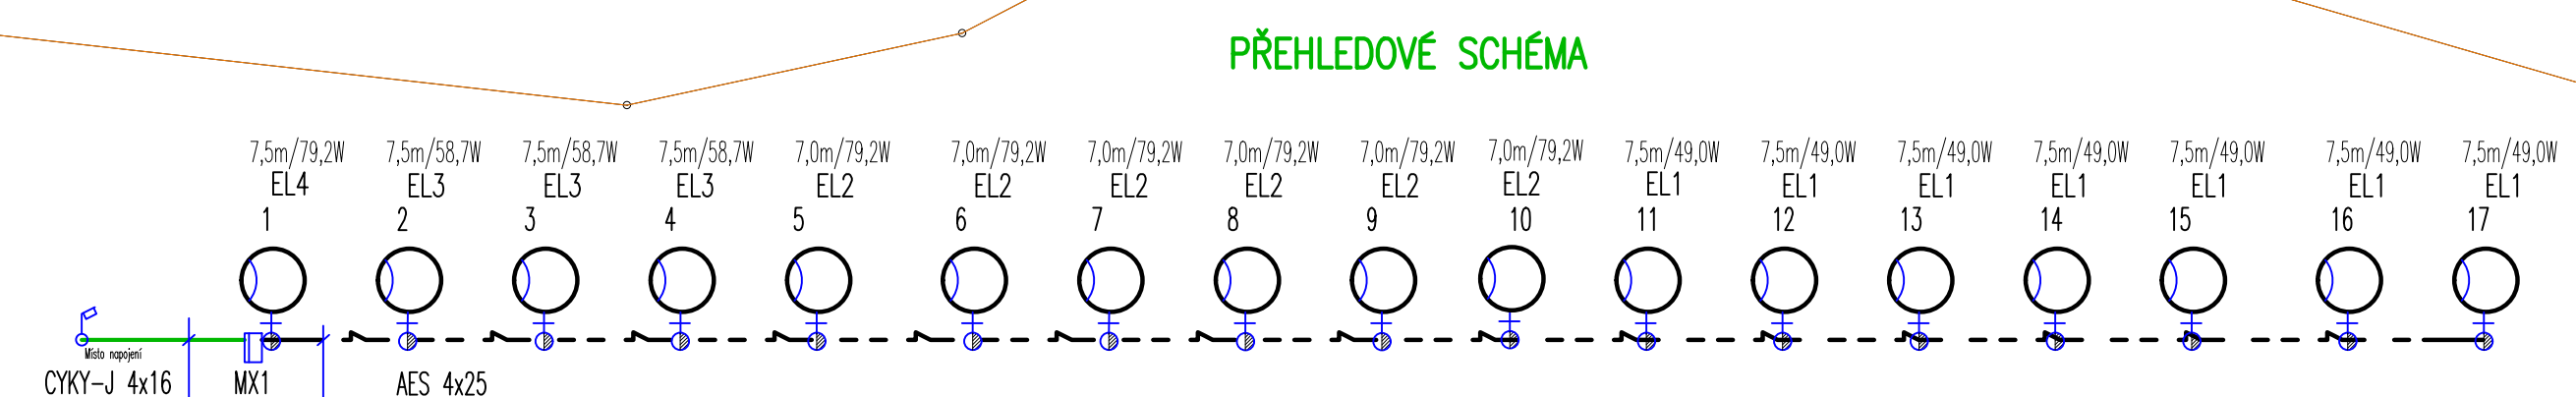 PŘEHLEDOVÉ SCHÉMA
7,5m/79,2W 7,5m/58,7W 7,5m/58,7W 7,5m/58,7W 7,0m/79,2W 7,0m/79,2W 7,0m/79,2W 7,0m/79,2W 7,0m/79,2W 7,0m/79,2W 7,5m/49,0W 7,5m/49,0W 7,5m/49,0W 7,5m/49,0W 7,5m/49,0W 7,5m/49,0W 7,5m/49,0W
EL4 EL3 EL3 EL3 EL2 EL2 EL2 EL2 EL2 EL2 EL1 EL1 EL1 EL1 EL1 EL1 EL1
1 2 3 4 5 6 7 8 9 10 11 12 13 14 15 16 17
Místo napojení
CYKY-J 4x16 MX1 AES 4x25